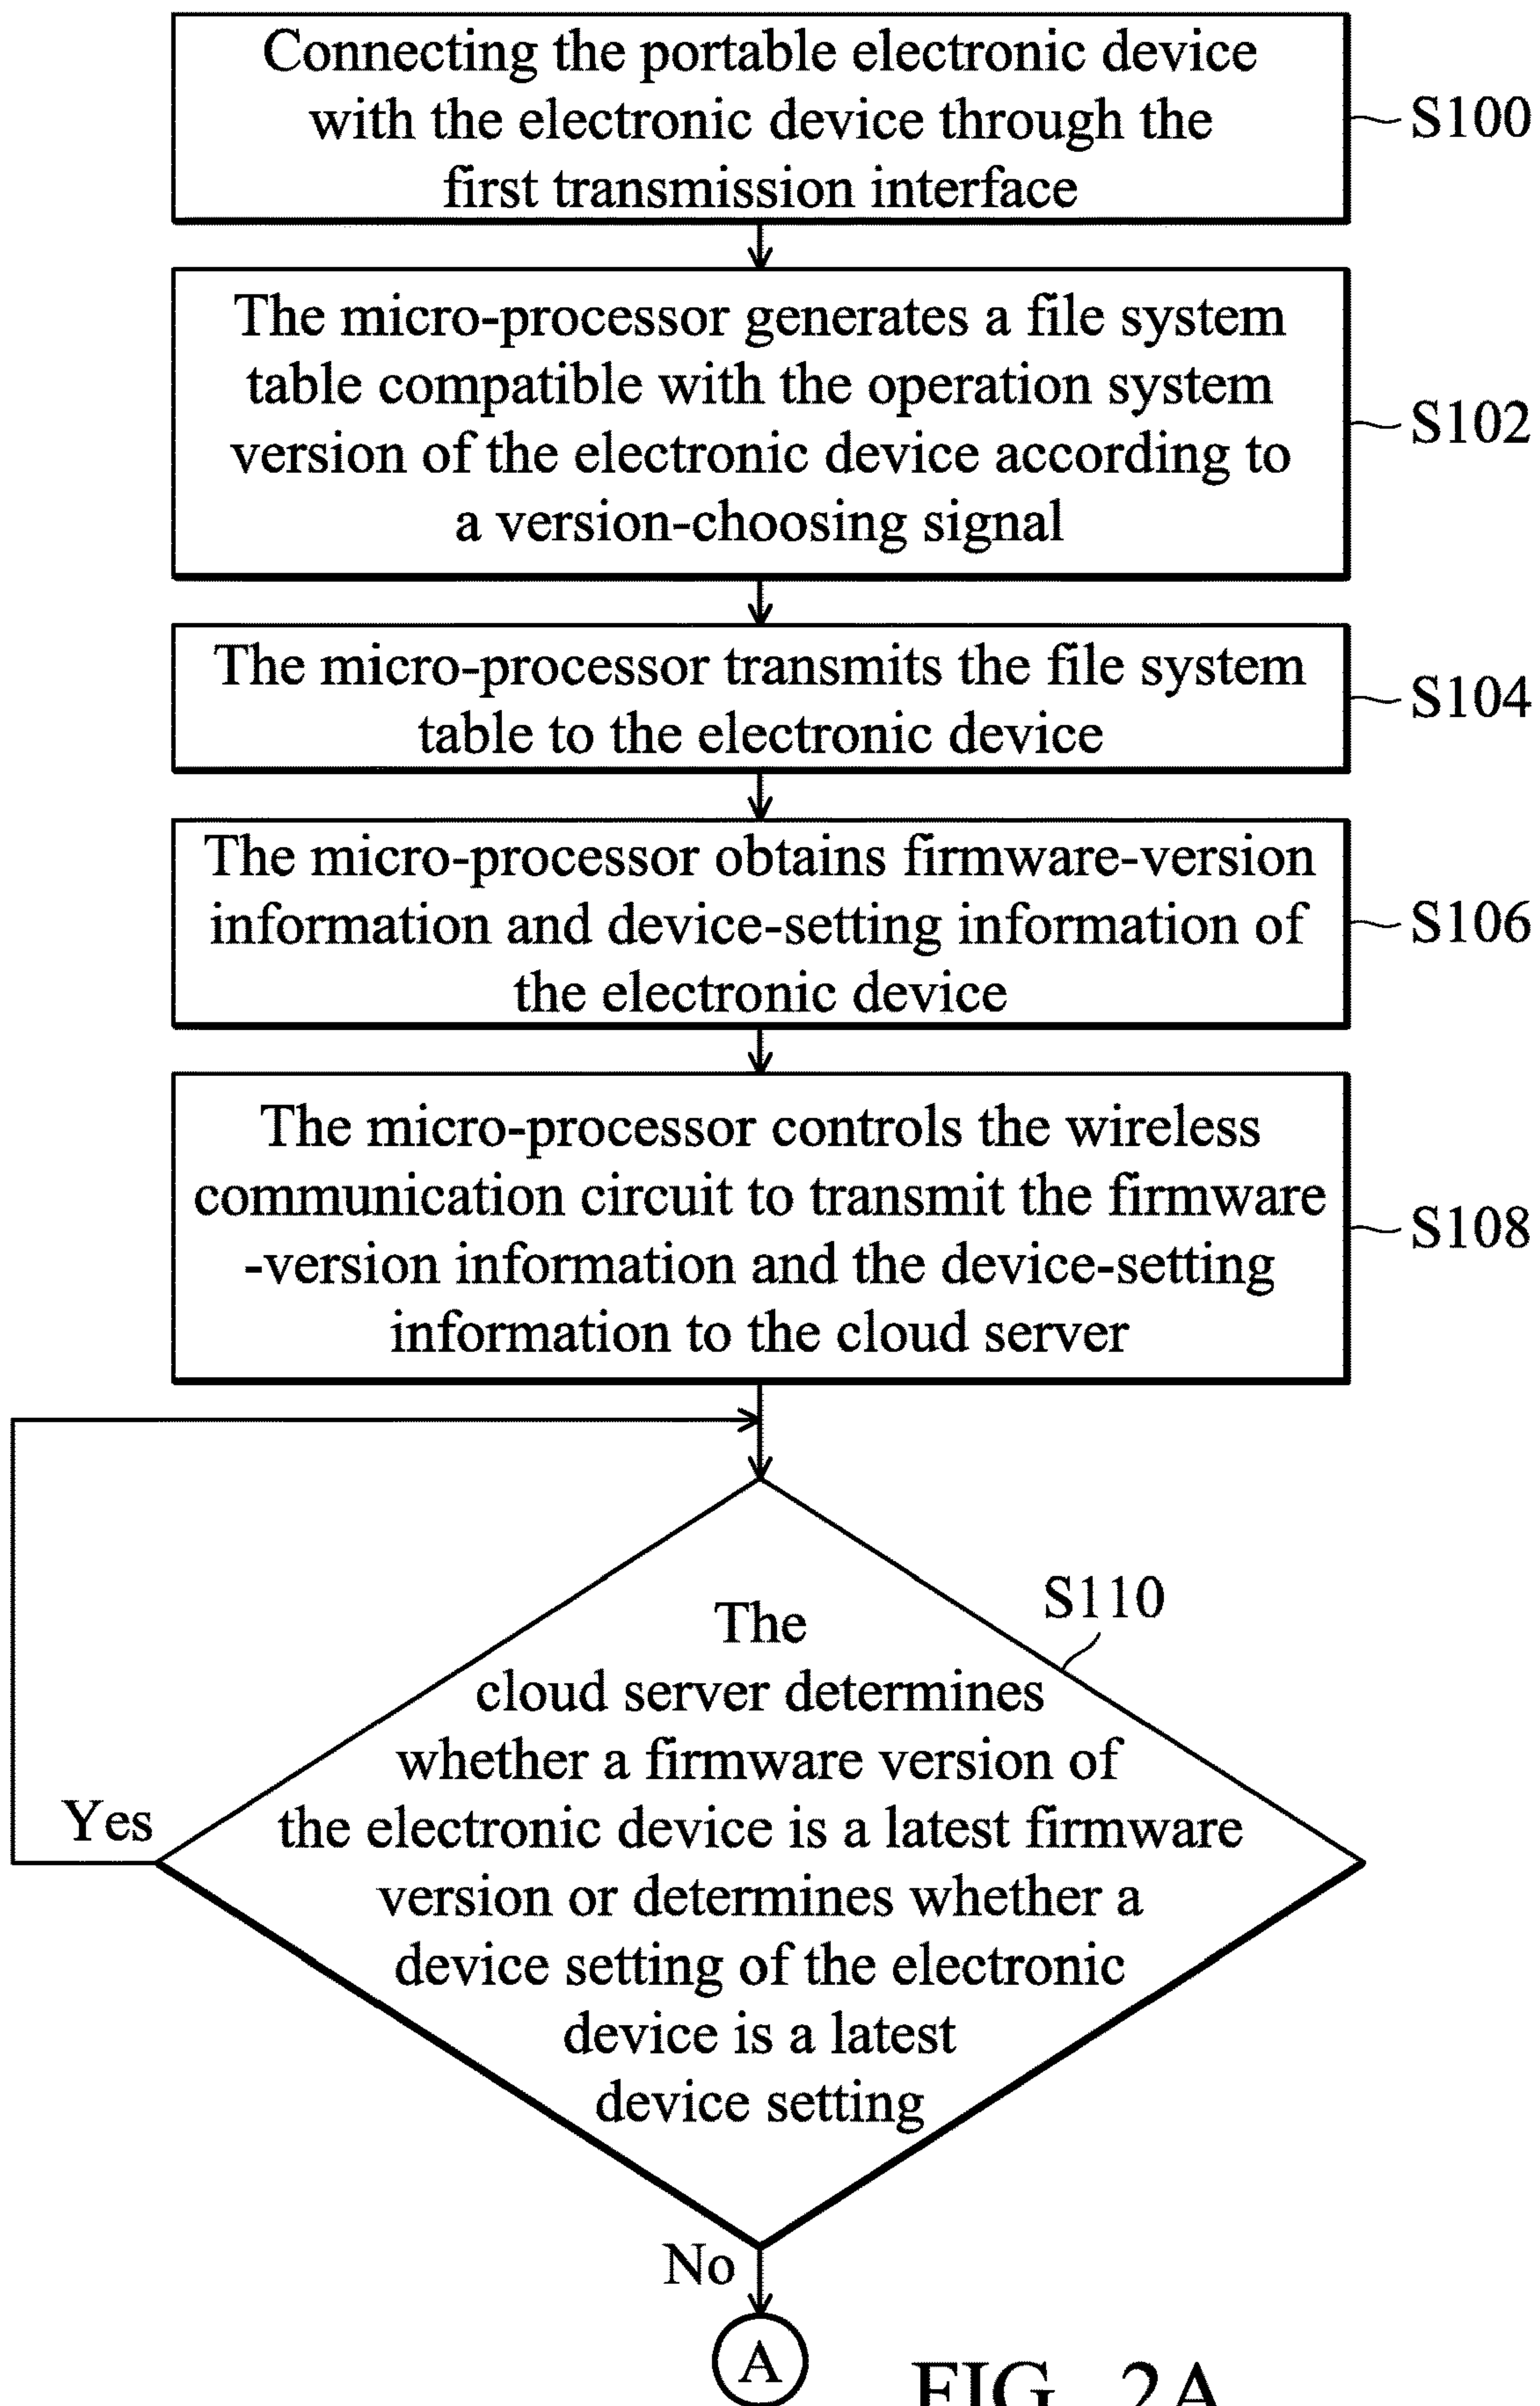 Connecting the portable electronic device
with the electronic device through the
first transmission interface
S100
The micro-processor generates a file system
table compatible with the operation system
version of the electronic device according to
a version-choosing signal
S102
The micro-processor transmits the file system
table to the electronic device
S104
The micro-processor obtains firmware-version
information and device-setting information of
the electronic device
S106
The micro-processor controls the wireless
communication circuit to transmit the firmware
-version information and the device-setting
information to the cloud server
S108
S110
The
cloud server determines
whether a firmware version of
the electronic device is a latest firmware
version or determines whether a
device setting of the electronic
device is a latest
device setting
Yes
No
A
FIG. 2A